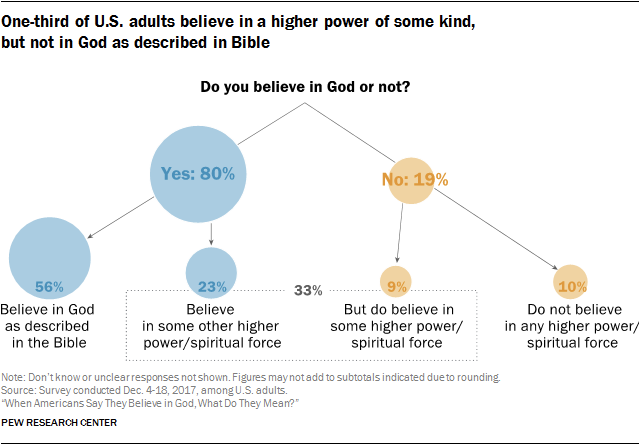 One-third of U.S. adults believe in a higher power of some kind,
but not in God as described in Bible
Do you believe in God or not?
Yes: 80%
No: 19%
56%
23%
33%
9%
10%
Believe in God
as described
in the Bible
Believe
in some other higher
power/spiritual force
But do believe in
some higher power/
spiritual force
Do not believe
in any higher power/
spiritual force
Note: Don’t know or unclear responses not shown. Figures may not add to subtotals indicated due to rounding.
Source: Survey conducted Dec. 4-18, 2017, among U.S. adults.
“When Americans Say They Believe in God, What Do They Mean?”
PEW RESEARCH CENTER